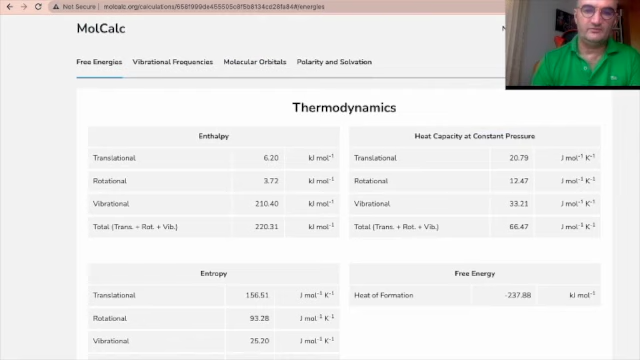 Not Secure | molcalc.org/calculations/658f999de455505c8f5b8134cd28fa84#/energies
MolCalc
Free Energies Vibrational Frequencies Molecular Orbitals Polarity and Solvation
Thermodynamics
Enthalpy
Translational 6.20 kJ mol⁻¹
Rotational 3.72 kJ mol⁻¹
Vibrational 210.40 kJ mol⁻¹
Total (Trans. + Rot. + Vib.) 220.31 kJ mol⁻¹
Heat Capacity at Constant Pressure
Translational 20.79 J mol⁻¹ K⁻¹
Rotational 12.47 J mol⁻¹ K⁻¹
Vibrational 33.21 J mol⁻¹ K⁻¹
Total (Trans. + Rot. + Vib.) 66.47 J mol⁻¹ K⁻¹
Entropy
Translational 156.51 J mol⁻¹ K⁻¹
Rotational 93.28 J mol⁻¹ K⁻¹
Vibrational 25.20 J mol⁻¹ K⁻¹
Free Energy
Heat of Formation -237.88 kJ mol⁻¹